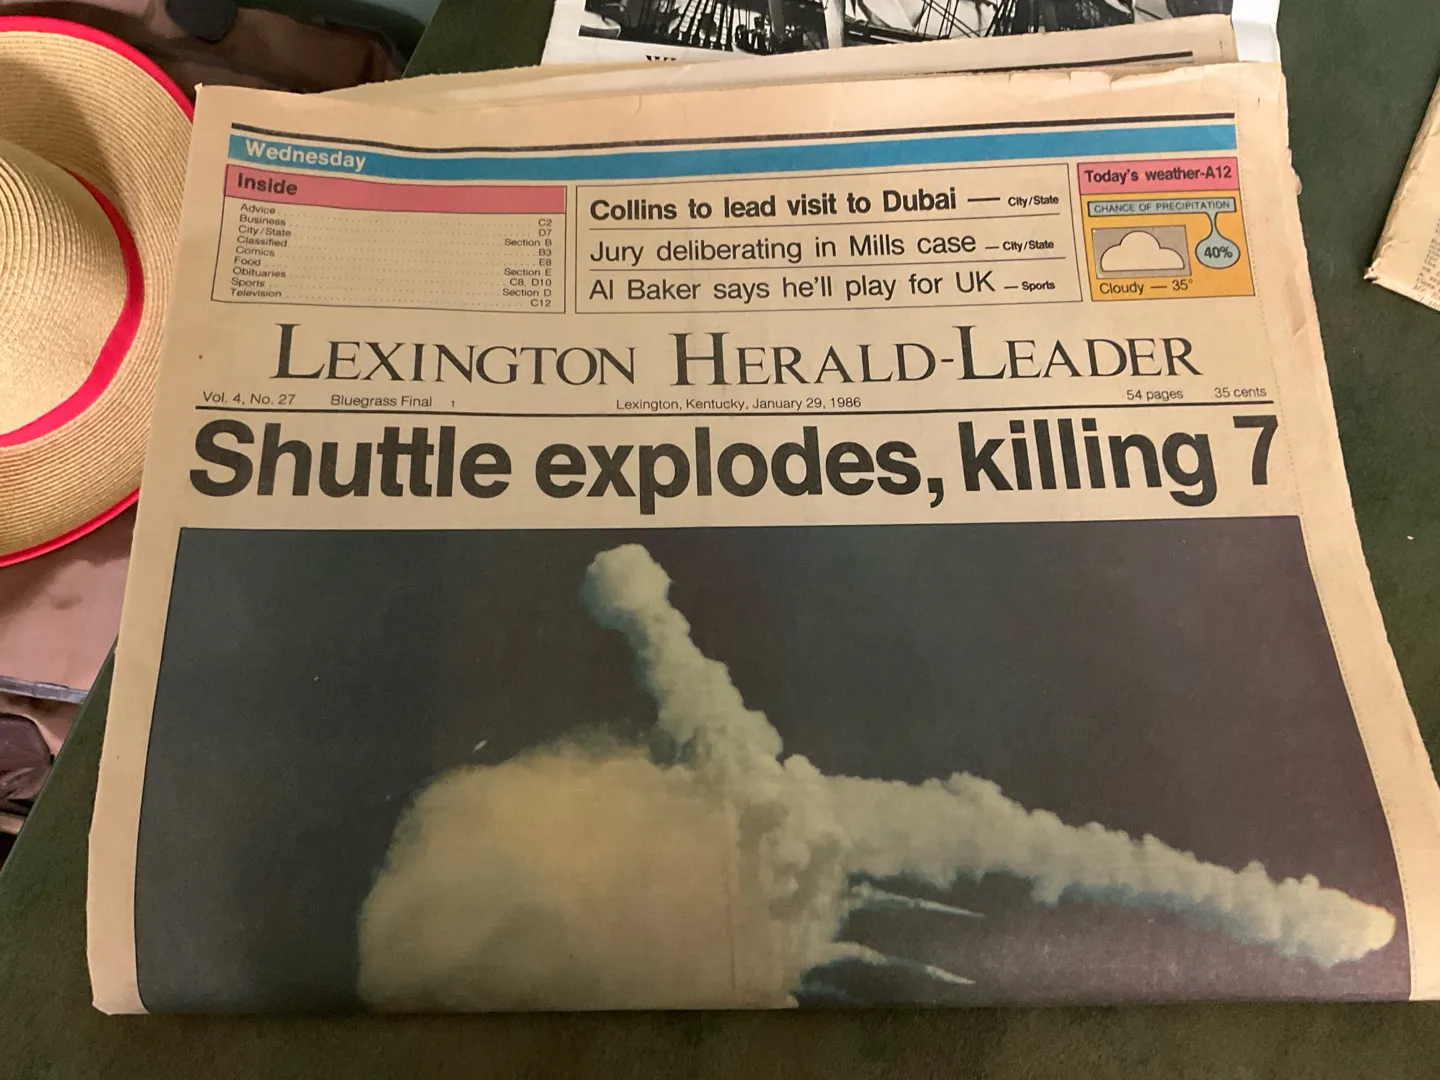 Wednesday
Inside
Advice C2
Business D7
City/State Section B
Classified B3
Comics E8
Food Section E
Obituaries C8, D10
Sports Section D
Television C12
Collins to lead visit to Dubai — City/State
Jury deliberating in Mills case — City/State
Al Baker says he'll play for UK — Sports
Today's weather-A12
CHANCE OF PRECIPITATION
40%
Cloudy — 35°
LEXINGTON HERALD-LEADER
Vol. 4, No. 27 Bluegrass Final 1 Lexington, Kentucky, January 29, 1986 54 pages 35 cents
Shuttle explodes, killing 7